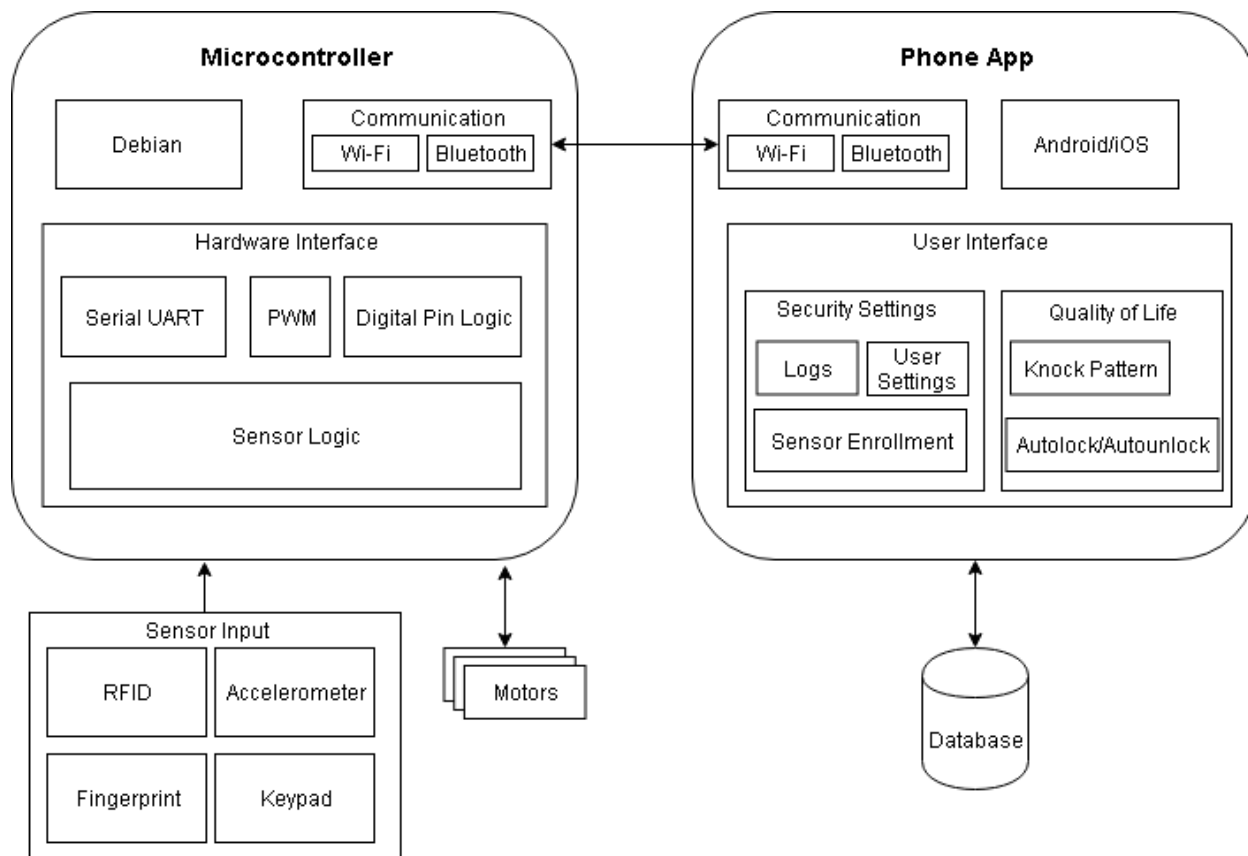 Microcontroller
Debian
Communication
Wi-Fi
Bluetooth
Hardware Interface
Serial UART
PWM
Digital Pin Logic
Sensor Logic
Phone App
Communication
Wi-Fi
Bluetooth
Android/iOS
User Interface
Security Settings
Logs
User
Settings
Sensor Enrollment
Quality of Life
Knock Pattern
Autolock/Autounlock
Sensor Input
RFID
Accelerometer
Fingerprint
Keypad
Motors
Database